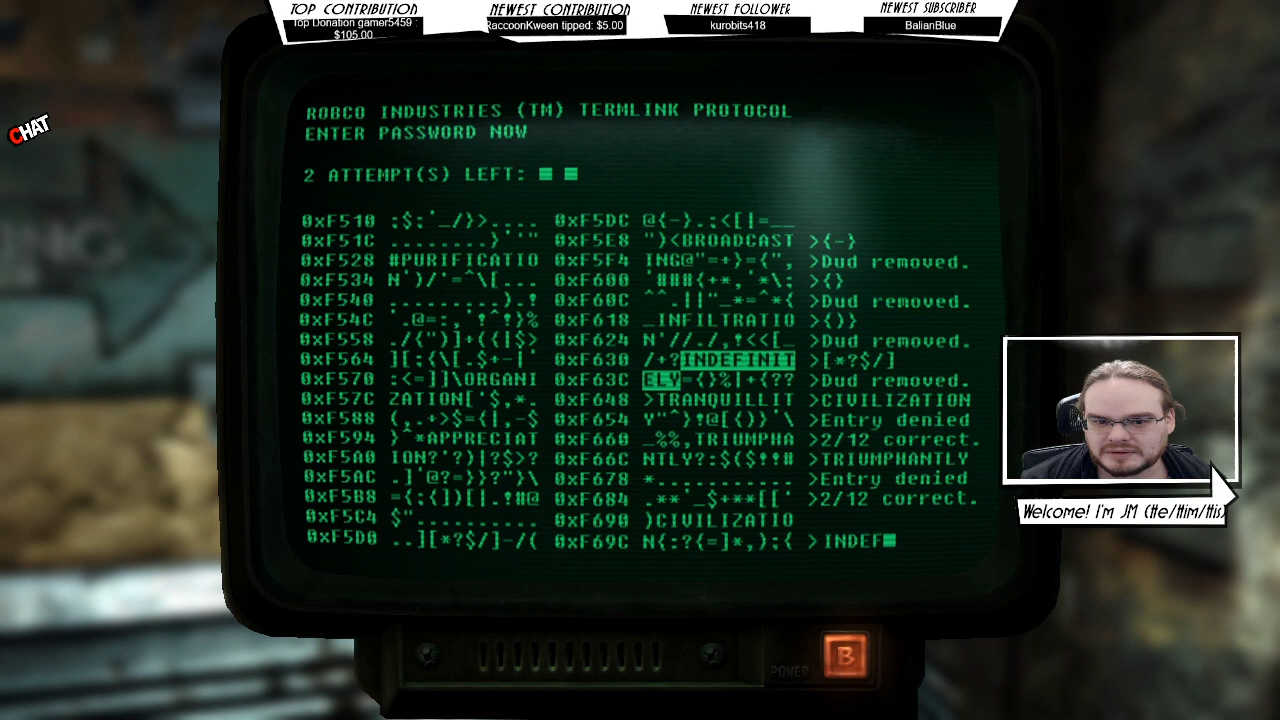 TOP CONTRIBUTION
Top Donation gamer5459 :
$105.00
NEWEST CONTRIBUTION
RaccoonKween tipped: $5.00
NEWEST FOLLOWER
kurobits418
NEWEST SUBSCRIBER
BalianBlue
CHAT
ROBCO INDUSTRIES (TM) TERMLINK PROTOCOL
ENTER PASSWORD NOW
2 ATTEMPT(S) LEFT:
0xF510 :$:'_/}>.... 0xF5DC @{-}.:<[|=__
0xF51C ........}¨'" 0xF5E8 ")<BROADCAST >{-}
0xF528 #PURIFICATIO 0xF5F4 ING@"=+}={", >Dud removed.
0xF534 N')/'=^\[... 0xF600 '###{+*,'*\; >{}
0xF540 .........).! 0xF60C ^^.||"_*=^*{ >Dud removed.
0xF54C '.@=:,'!^!}% 0xF618 _INFILTRATIO >{)}
0xF558 ./{")]+({|$> 0xF624 N'//./,!<<[_ >Dud removed.
0xF564 ][:{\[.$+-|' 0xF630 /+?INDEFINIT >[*?$/]
0xF570 :<=]]\ORGANI 0xF63C ELY={}%|+{?? >Dud removed.
0xF57C ZATION['$,*. 0xF648 >TRANQUILLIT >CIVILIZATION
0xF588 (,,+>$={|,-$ 0xF654 Y"^)!@[{)}'\ >Entry denied
0xF594 }^*APPRECIAT 0xF660 _%%,TRIUMPHA >2/12 correct.
0xF5A0 ION?'?)|?$>? 0xF66C NTLY?:$($!!# >TRIUMPHANTLY
0xF5AC .]'@?=}}?"}\ 0xF678 *........... >Entry denied
0xF5B8 ={:{])[|.!#@ 0xF684 .**'_$+**[[' >2/12 correct.
0xF5C4 $".......... 0xF690 )CIVILIZATIO
0xF5D0 ..][*?$/]-/( 0xF69C N{:?{=]*,);{ >INDEF
Welcome! I'm JM (He/Him/His)